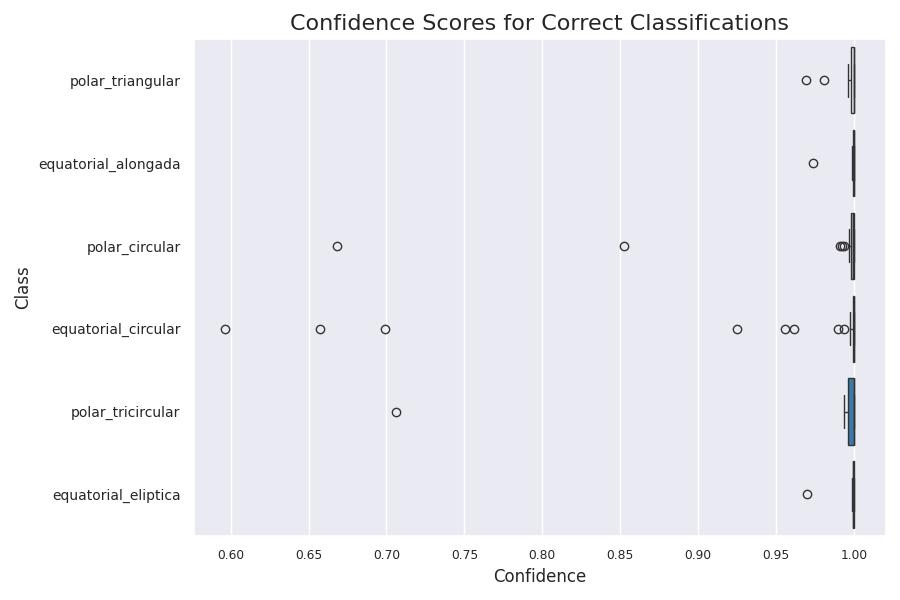 Confidence Scores for Correct Classifications
polar_triangular
equatorial_alongada
polar_circular
equatorial_circular
polar_tricircular
equatorial_eliptica
Class
0.60 0.65 0.70 0.75 0.80 0.85 0.90 0.95 1.00
Confidence